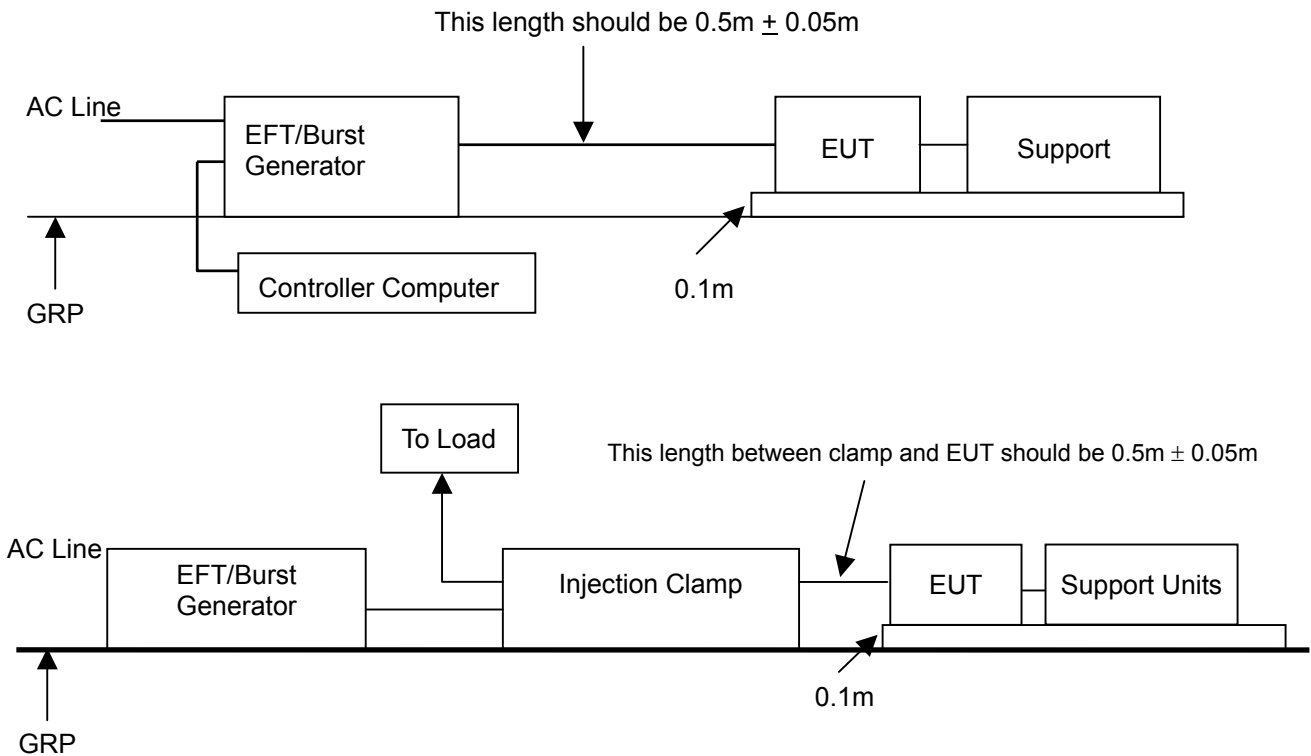 This length should be 0.5m ± 0.05m
AC Line
EFT/Burst
Generator
EUT
Support
Controller Computer
0.1m
GRP
To Load
This length between clamp and EUT should be 0.5m ± 0.05m
AC Line
EFT/Burst
Generator
Injection Clamp
EUT
Support Units
0.1m
GRP